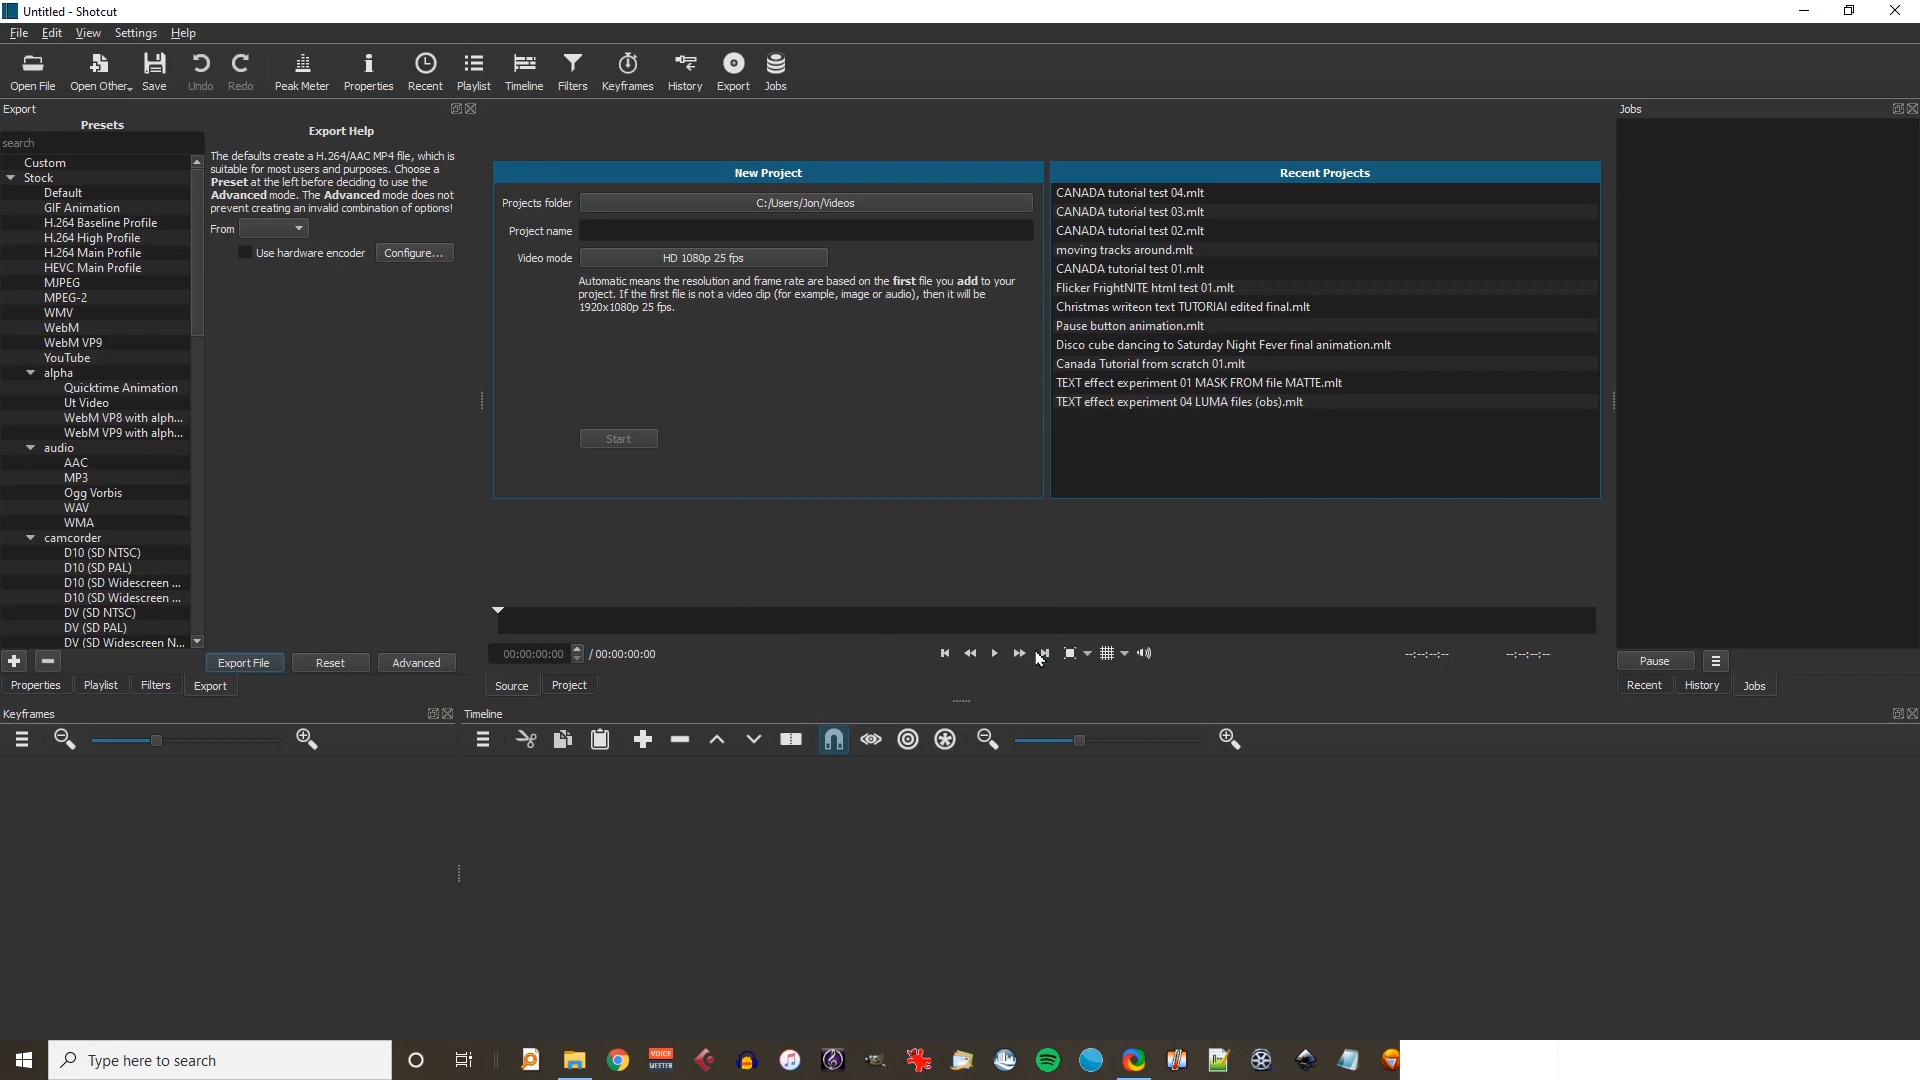 Untitled - Shotcut
File Edit View Settings Help
Open File Open Other... Save Undo Redo Peak Meter Properties Recent Playlist Timeline Filters Keyframes History Export Jobs
Export
Presets
search
Custom
Stock
Default
GIF Animation
H.264 Baseline Profile
H.264 High Profile
H.264 Main Profile
HEVC Main Profile
MJPEG
MPEG-2
WMV
WebM
WebM VP9
YouTube
alpha
Quicktime Animation
Ut Video
WebM VP8 with alph...
WebM VP9 with alph...
audio
AAC
MP3
Ogg Vorbis
WAV
WMA
camcorder
D10 (SD NTSC)
D10 (SD PAL)
D10 (SD Widescreen ...
D10 (SD Widescreen ...
DV (SD NTSC)
DV (SD PAL)
DV (SD Widescreen N...
Export Help
The defaults create a H.264/AAC MP4 file, which is
suitable for most users and purposes. Choose a
Preset at the left before deciding to use the
Advanced mode. The Advanced mode does not
prevent creating an invalid combination of options!
From
Use hardware encoder Configure...
Export File Reset Advanced
Properties Playlist Filters Export
New Project
Projects folder C:/Users/Jon/Videos
Project name
Video mode HD 1080p 25 fps
Automatic means the resolution and frame rate are based on the first file you add to your
project. If the first file is not a video clip (for example, image or audio), then it will be
1920x1080p 25 fps.
Start
Recent Projects
CANADA tutorial test 04.mlt
CANADA tutorial test 03.mlt
CANADA tutorial test 02.mlt
moving tracks around.mlt
CANADA tutorial test 01.mlt
Flicker FrightNITE html test 01.mlt
Christmas writeon text TUTORIAl edited final.mlt
Pause button animation.mlt
Disco cube dancing to Saturday Night Fever final animation.mlt
Canada Tutorial from scratch 01.mlt
TEXT effect experiment 01 MASK FROM file MATTE.mlt
TEXT effect experiment 04 LUMA files (obs).mlt
00:00:00:00 / 00:00:00:00
--:--:--:-- --:--:--:--
Source Project
Jobs
Pause
Recent History Jobs
Keyframes
Timeline
Type here to search
VOICE
MEETER